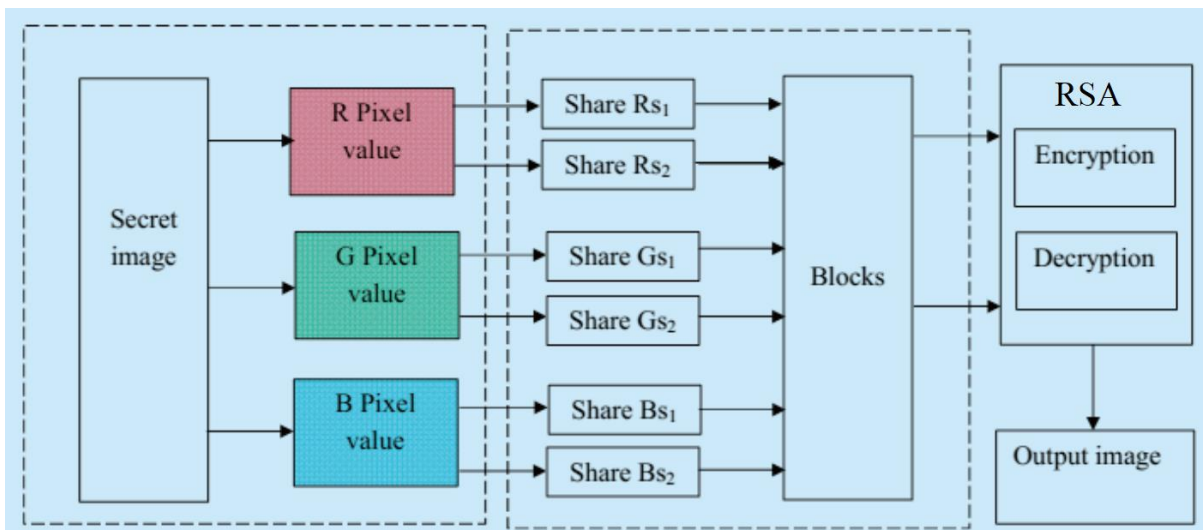 Secret
image
R Pixel
value
G Pixel
value
B Pixel
value
Share Rs₁
Share Rs₂
Share Gs₁
Share Gs₂
Share Bs₁
Share Bs₂
Blocks
RSA
Encryption
Decryption
Output image